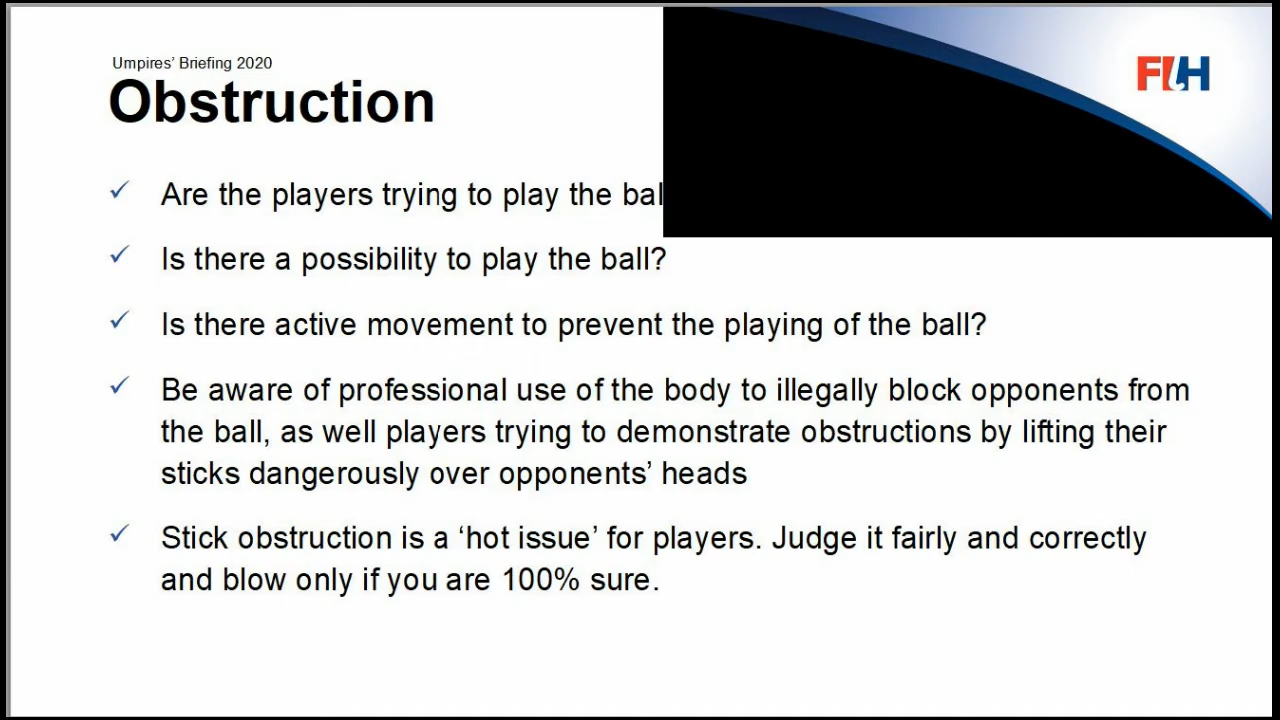 Umpires’ Briefing 2020
FIH
Obstruction
✓ Are the players trying to play the
✓ Is there a possibility to play the ball?
✓ Is there active movement to prevent the playing of the ball?
✓ Be aware of professional use of the body to illegally block opponents from
the ball, as well players trying to demonstrate obstructions by lifting their
sticks dangerously over opponents’ heads
✓ Stick obstruction is a ‘hot issue’ for players. Judge it fairly and correctly
and blow only if you are 100% sure.